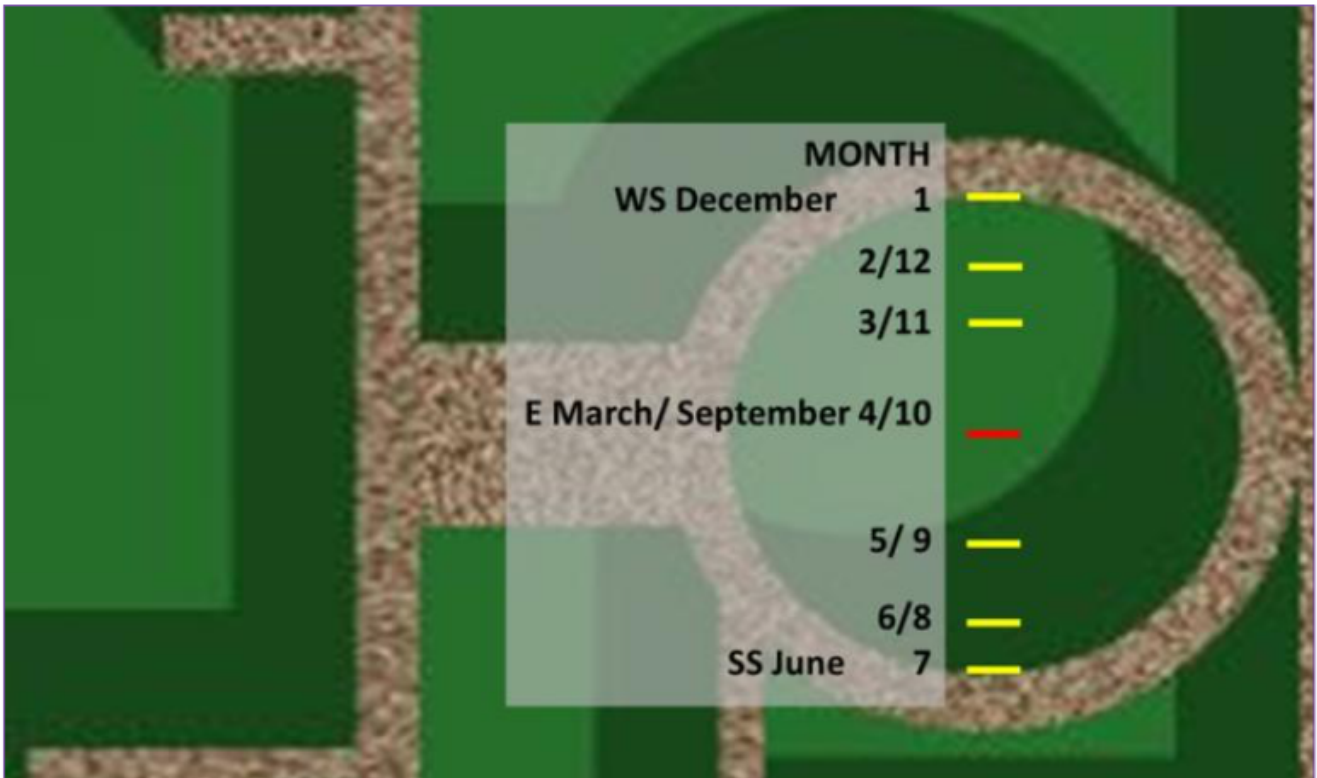 MONTH
WS December 1
2/12
3/11
E March/ September 4/10
5/ 9
6/8
SS June 7